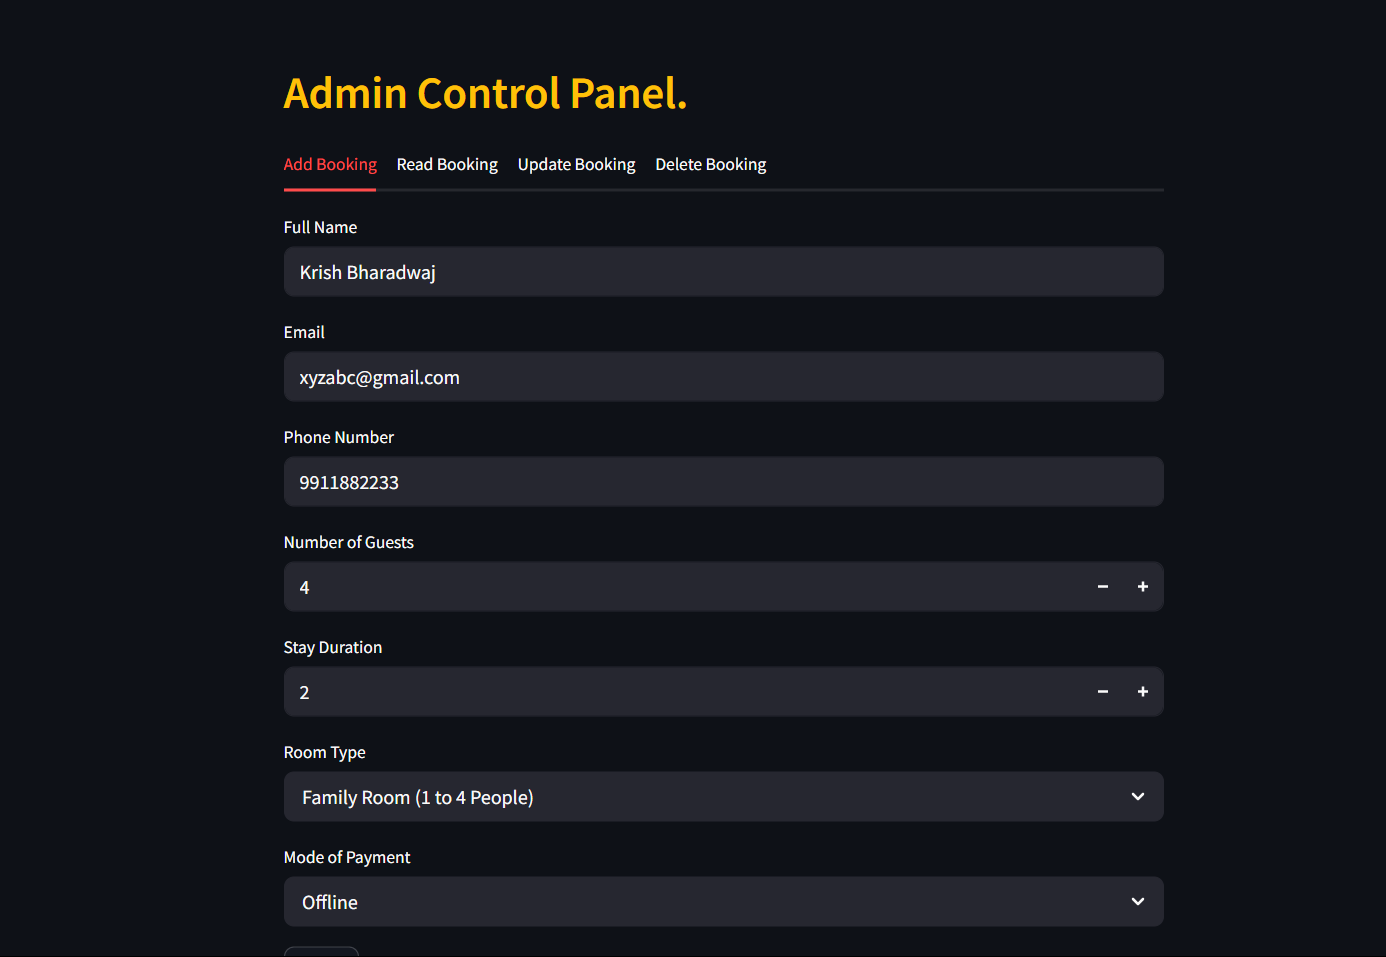 Admin Control Panel.
Add Booking Read Booking Update Booking Delete Booking
Full Name
Krish Bharadwaj
Email
xyzabc@gmail.com
Phone Number
9911882233
Number of Guests
4
Stay Duration
2
Room Type
Family Room (1 to 4 People)
Mode of Payment
Offline